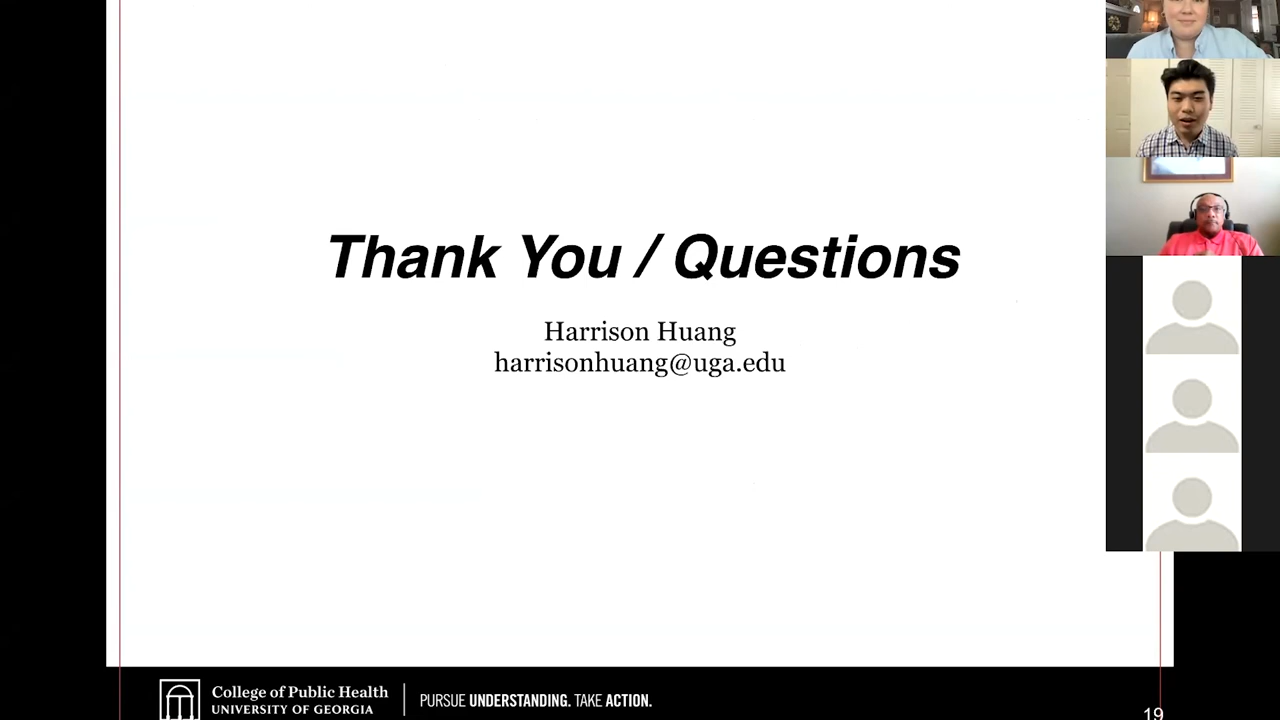 Thank You / Questions
Harrison Huang
harrisonhuang@uga.edu
College of Public Health
UNIVERSITY OF GEORGIA
PURSUE UNDERSTANDING. TAKE ACTION.
19